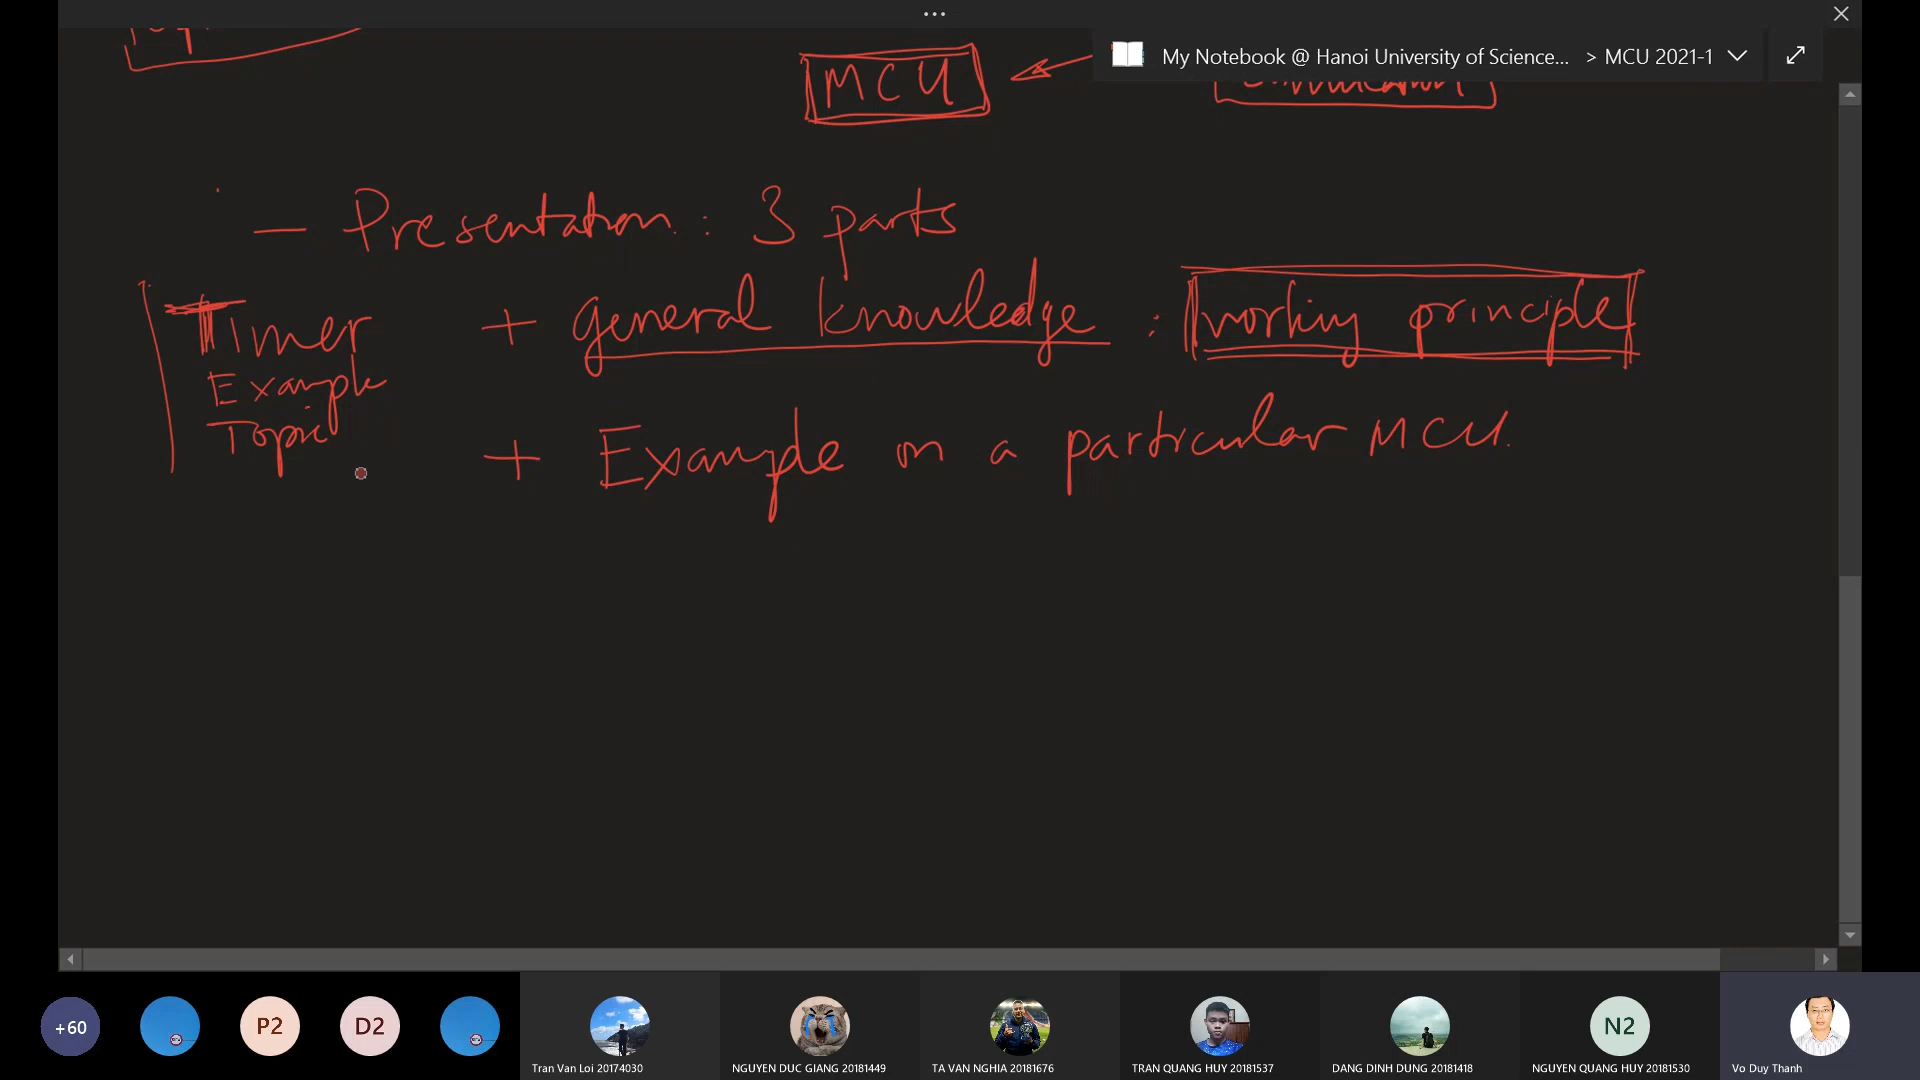 MCU
My Notebook @ Hanoi University of Science... > MCU 2021-1
- Presentation : 3 parts
+ general knowledge : working principle
Timer
Example
Topic
+ Example on a particular MCU.
+60
P2
D2
N2
Tran Van Loi 20174030
NGUYEN DUC GIANG 20181449
TA VAN NGHIA 20181676
TRAN QUANG HUY 20181537
DANG DINH DUNG 20181418
NGUYEN QUANG HUY 20181530
Vo Duy Thanh